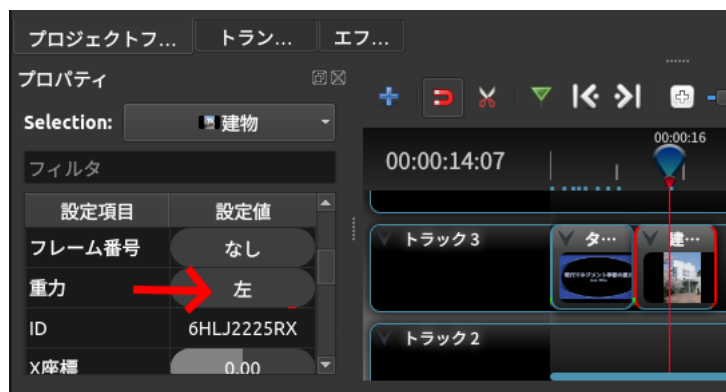 プロジェクトフ... トラン... エフ...
プロパティ
Selection: 建物
フィルタ
設定項目 設定値
フレーム番号 なし
重力 左
ID 6HLJ2225RX
X座標 0.00
00:00:14:07
00:00:16
トラック3
タ...
建...
トラック2